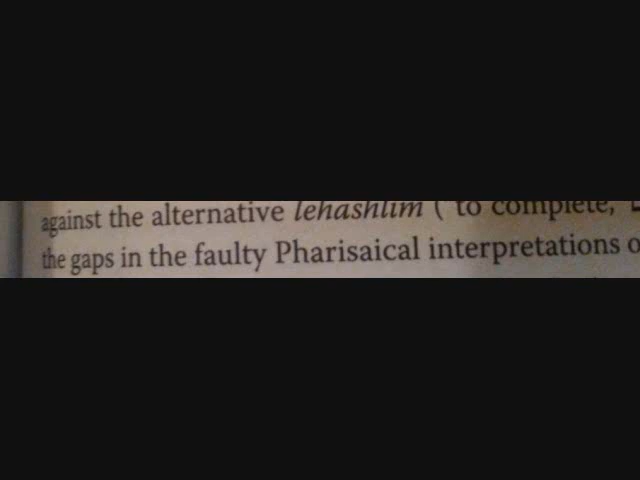 against the alternative lehashlim (‘to complete,’
the gaps in the faulty Pharisaical interpretations